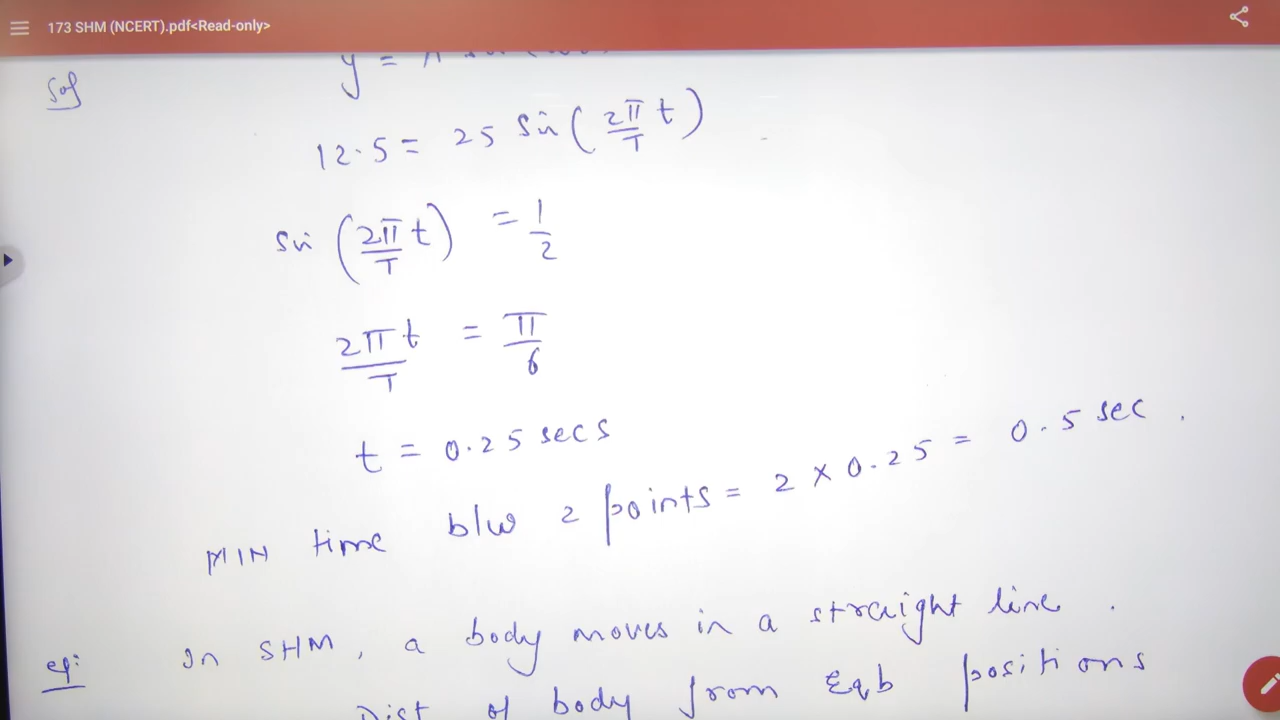 173 SHM (NCERT).pdf<Read-only>
Sol
y =
12.5 = 25 sin (2π/T t)
sin (2π/T t) = 1/2
2πt/T = π/6
t = 0.25 secs
MIN time b/w 2 points = 2 × 0.25 = 0.5 sec.
eg: In SHM, a body moves in a straight line.
Dist of body from Eqb positions